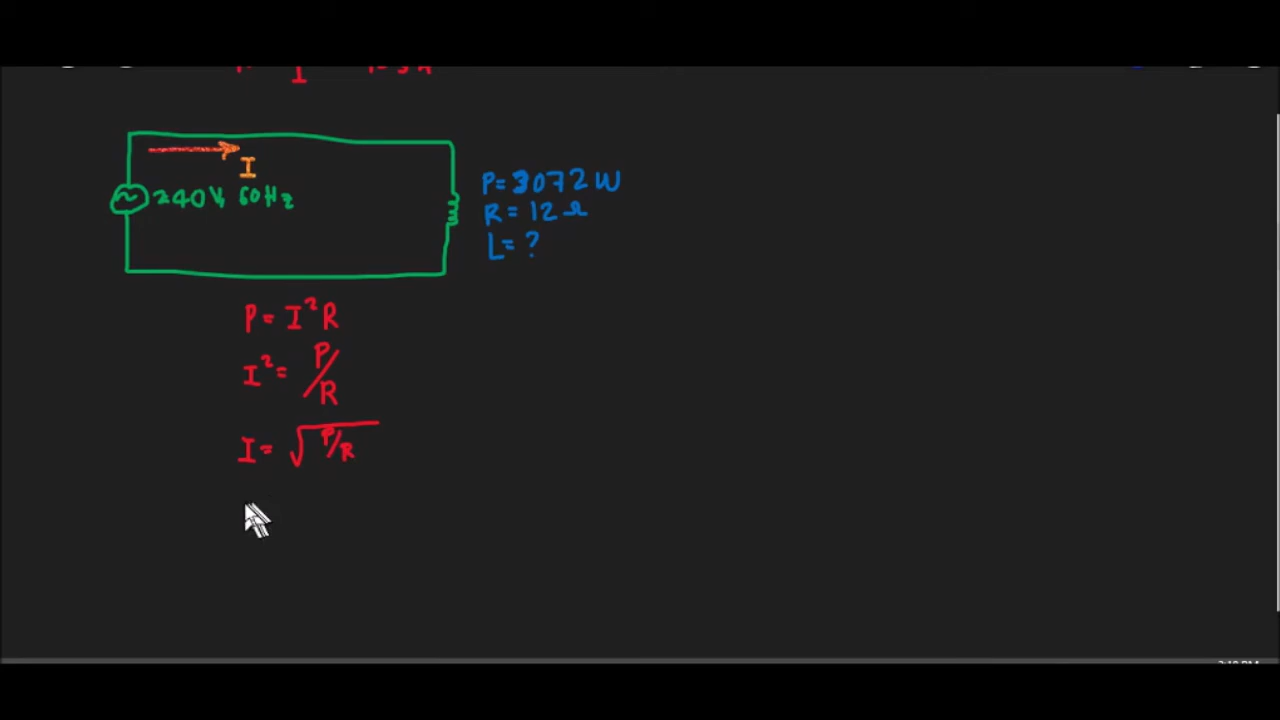 I
240V, 60Hz
P= 3072 W
R = 12 Ω
L= ?
P= I²R
I²= P/R
I= √P/R